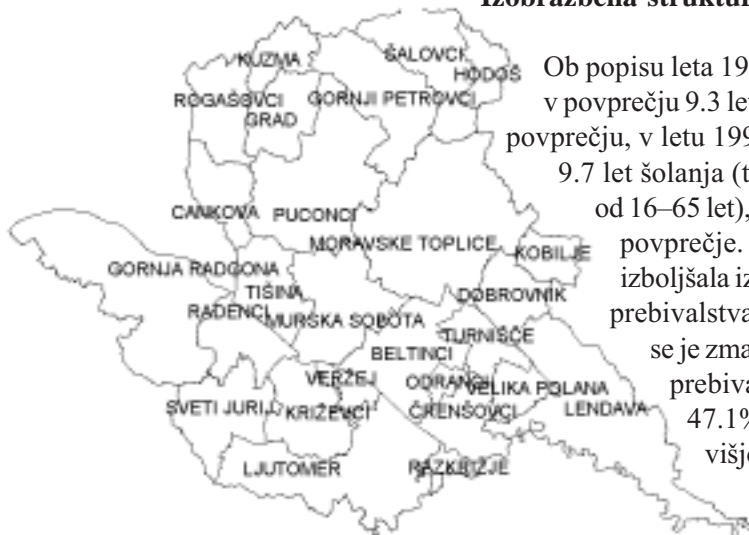 Izobrazbena struktur
ŠALOVCI
KUZMA
HODOŠ
ROGAŠOVCI
GORNJI PETROVCI
GRAD
CANKOVA
PUCONCI
MORAVSKE TOPLICE
KOBILJE
GORNJA RADGONA
TIŠINA
DOBROVNIK
RADENCI
MURSKA SOBOTA
TURNIŠČE
BELTINCI
VERŽEJ
ODRANCI
VELIKA POLANA
SVETI JURIJ
KRIŽEVCI
ČRENŠOVCI
LENDAVA
LJUTOMER
RAZKRIŽJE
Ob popisu leta 19
v povprečju 9.3 let
povprečju, v letu 199
9.7 let šolanja (t
od 16–65 let),
povprečje.
izboljšala iz
prebivalstva
se je zma
prebiva
47.1%
višje